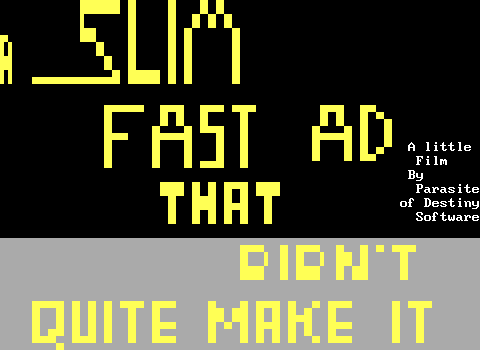 A SLIM
FAST AD
THAT
DIDN'T
QUITE MAKE IT
A little
Film
By
Parasite
of Destiny
Software